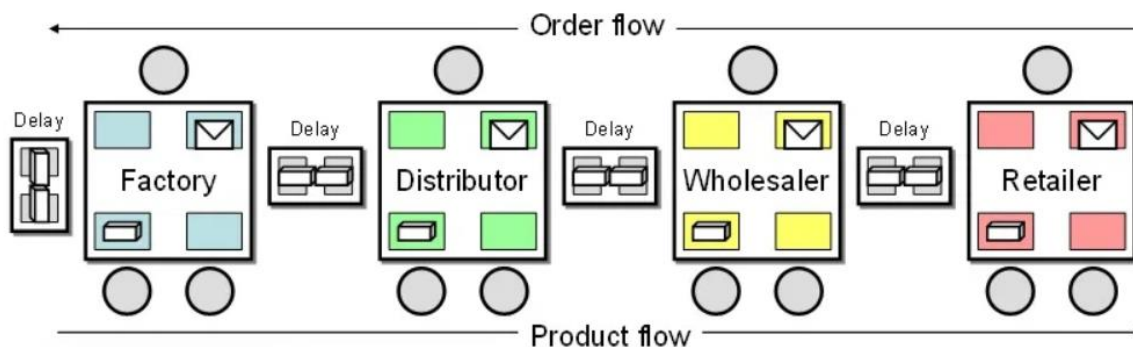 Order flow
Delay
Factory
Delay
Distributor
Delay
Wholesaler
Delay
Retailer
Product flow